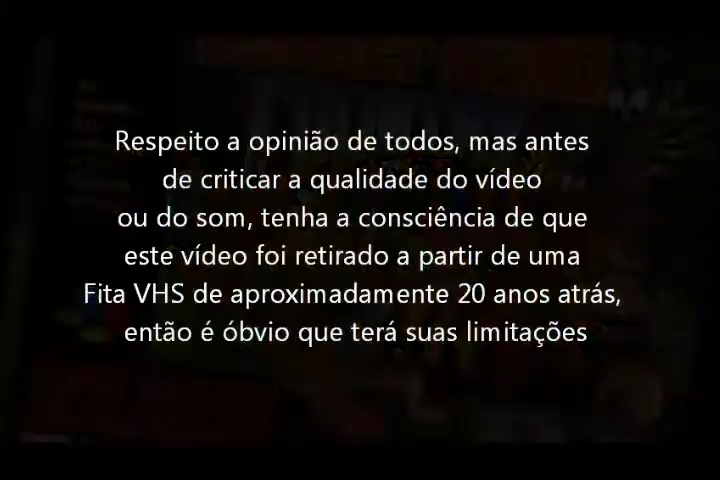 Respeito a opinião de todos, mas antes
de criticar a qualidade do vídeo
ou do som, tenha a consciência de que
este vídeo foi retirado a partir de uma
Fita VHS de aproximadamente 20 anos atrás,
então é óbvio que terá suas limitações